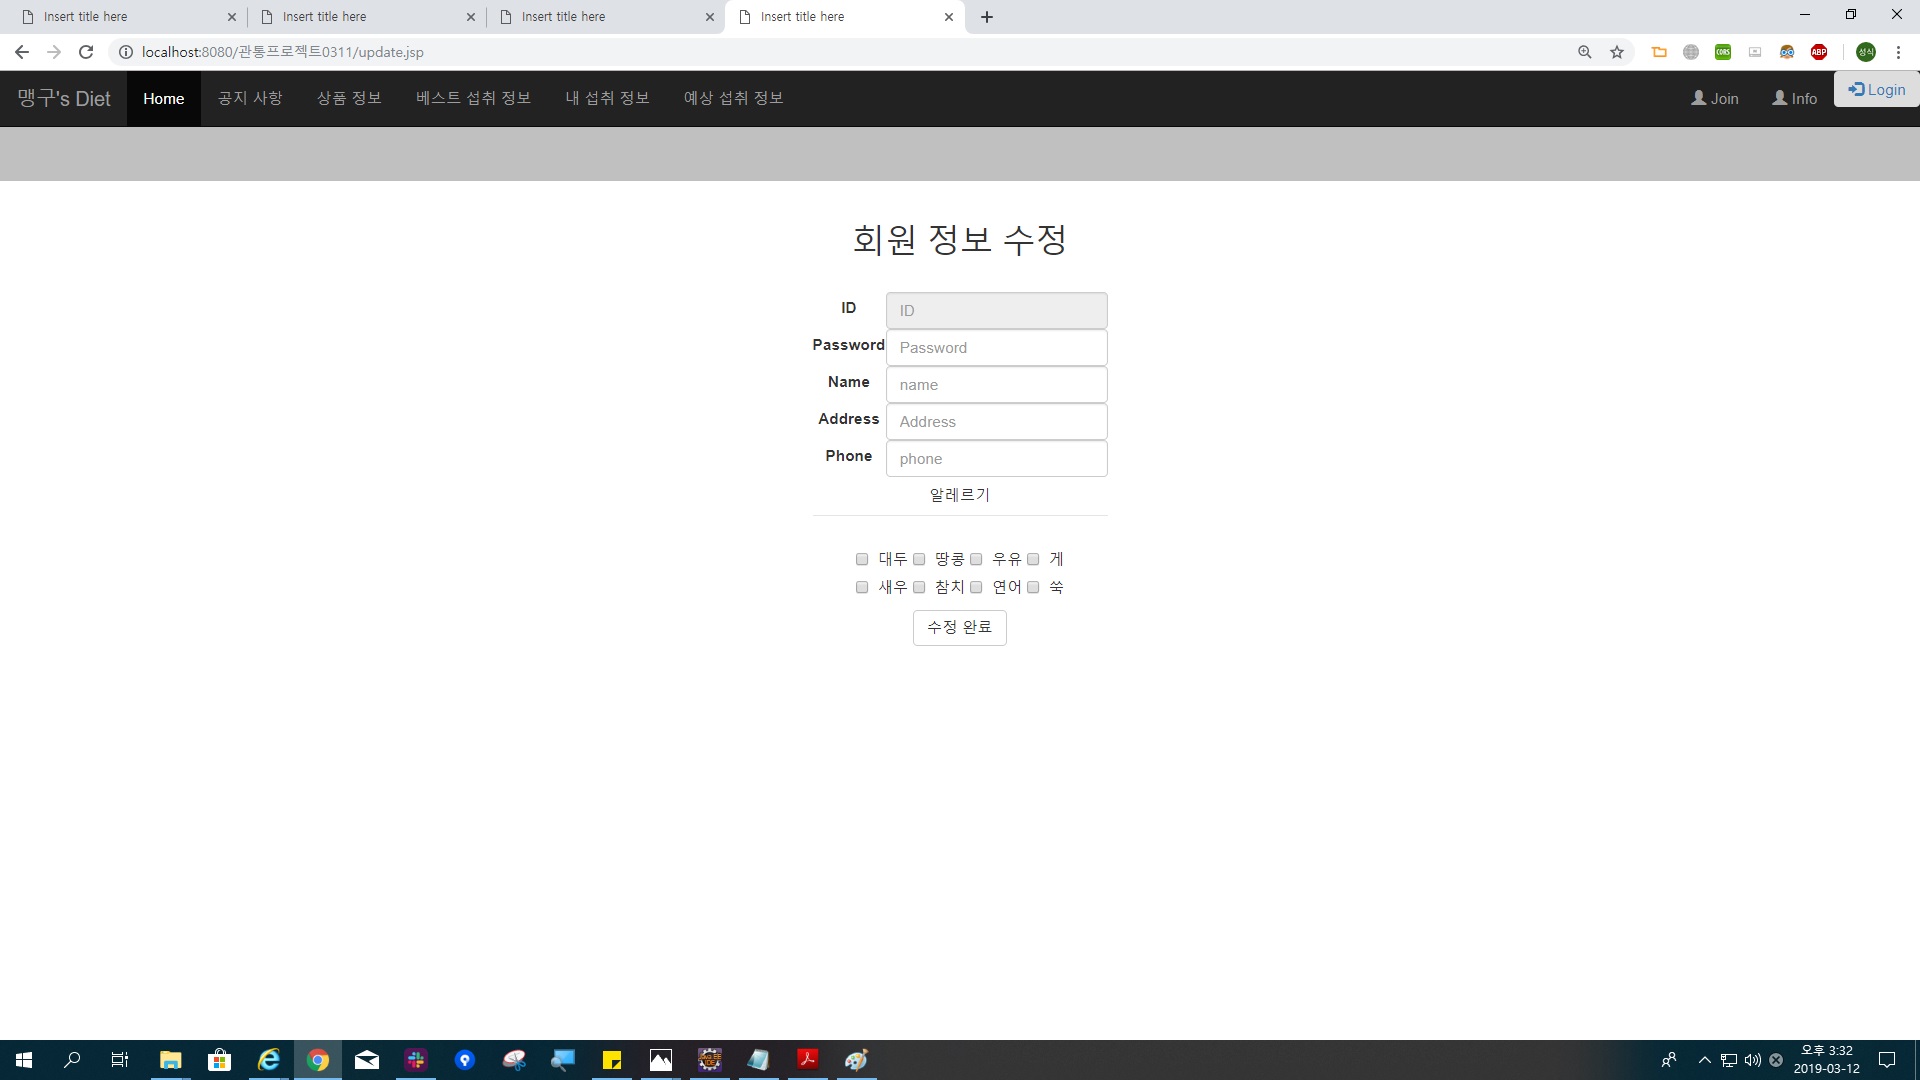 Insert title here
Insert title here
Insert title here
Insert title here
localhost:8080/관통프로젝트0311/update.jsp
CORS
ABP
성식
맹구's Diet
Home
공지 사항
상품 정보
베스트 섭취 정보
내 섭취 정보
예상 섭취 정보
Join
Info
Login
회원 정보 수정
ID ID
Password Password
Name name
Address Address
Phone phone
알레르기
대두 땅콩 우유 게
새우 참치 연어 쑥
수정 완료
오후 3:32
2019-03-12